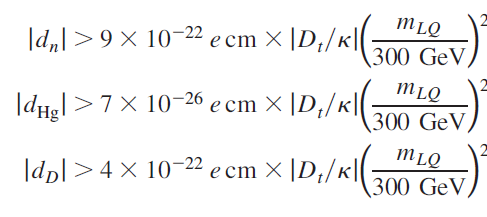 |d_n| > 9 × 10^{−22} e cm × |D_t/κ| (m_{LQ}/300 GeV)^2
|d_{Hg}| > 7 × 10^{−26} e cm × |D_t/κ| (m_{LQ}/300 GeV)^2
|d_D| > 4 × 10^{−22} e cm × |D_t/κ| (m_{LQ}/300 GeV)^2